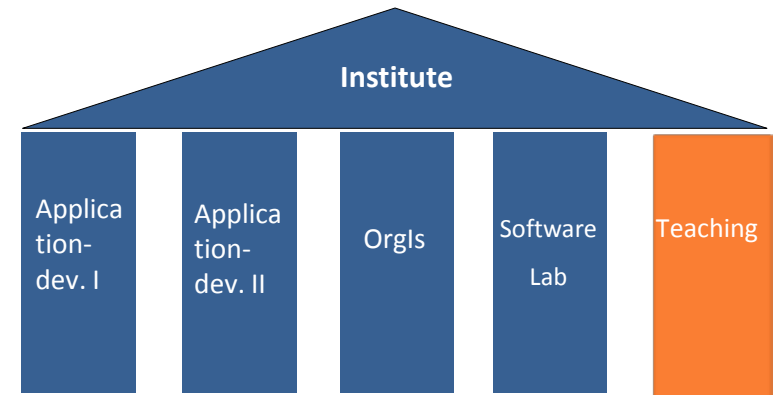 Institute
Applica
tion-
dev. I
Applica
tion-
dev. II
OrgIs
Software
Lab
Teaching